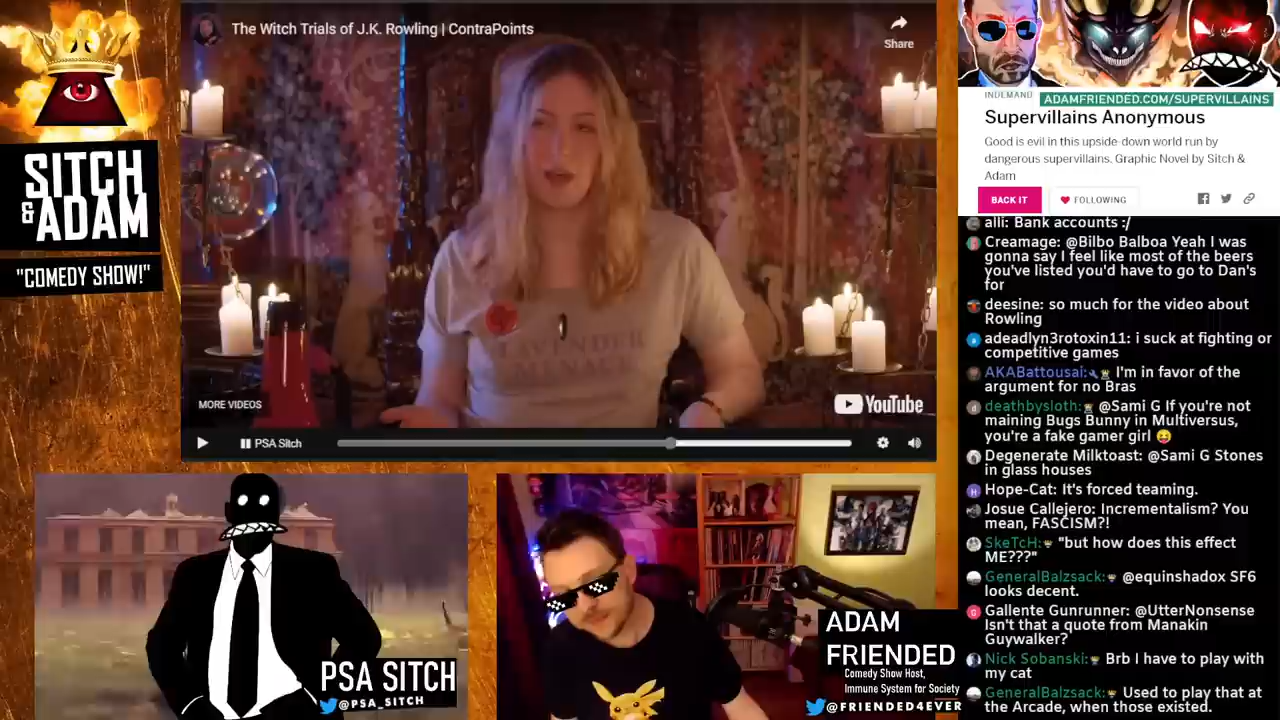 The Witch Trials of J.K. Rowling | ContraPoints
Share
SITCH
& ADAM
"COMEDY SHOW!"
LAVENDER
MENACE
MORE VIDEOS
YouTube
PSA Sitch
PSA SITCH
@PSA_SITCH
ADAM
FRIENDED
Comedy Show Host,
Immune System for Society
@FRIENDED4EVER
INDEMAND
ADAMFRIENDED.COM/SUPERVILLAINS
Supervillains Anonymous
Good is evil in this upside-down world run by
dangerous supervillains. Graphic Novel by Sitch &
Adam
BACK IT
FOLLOWING
alli: Bank accounts :/
Creamage: @Bilbo Balboa Yeah I was
gonna say I feel like most of the beers
you've listed you'd have to go to Dan's
for
deesine: so much for the video about
Rowling
adeadlyn3rotoxin11: i suck at fighting or
competitive games
AKABattousai: I'm in favor of the
argument for no Bras
deathbysloth: @Sami G If you're not
maining Bugs Bunny in Multiversus,
you're a fake gamer girl
Degenerate Milktoast: @Sami G Stones
in glass houses
Hope-Cat: It's forced teaming.
Josue Callejero: Incrementalism? You
mean, FASCISM?!
SkeTcH: "but how does this effect
ME???"
GeneralBalzsack: @equinshadox SF6
looks decent.
Gallente Gunrunner: @UtterNonsense
Isn't that a quote from Manakin
Guywalker?
Nick Sobanski: Brb I have to play with
my cat
GeneralBalzsack: Used to play that at
the Arcade, when those existed.